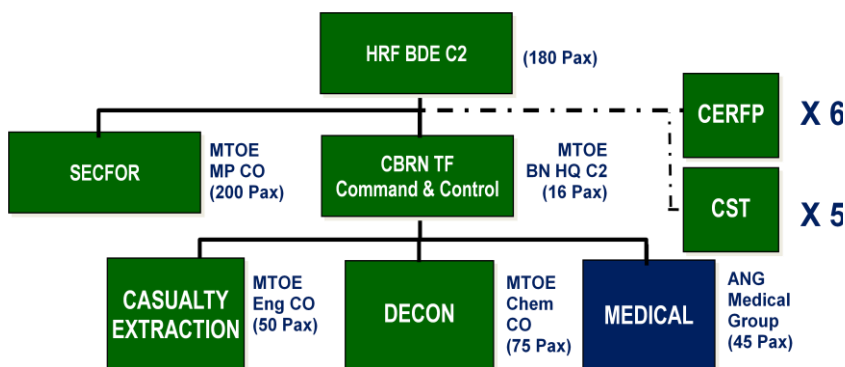 HRF BDE C2
(180 Pax)
CERFP
X 6
SECFOR
MTOE
MP CO
(200 Pax)
CBRN TF
Command & Control
MTOE
BN HQ C2
(16 Pax)
CST
X 5
CASUALTY
EXTRACTION
MTOE
Eng CO
(50 Pax)
DECON
MTOE
Chem
CO
(75 Pax)
MEDICAL
ANG
Medical
Group
(45 Pax)